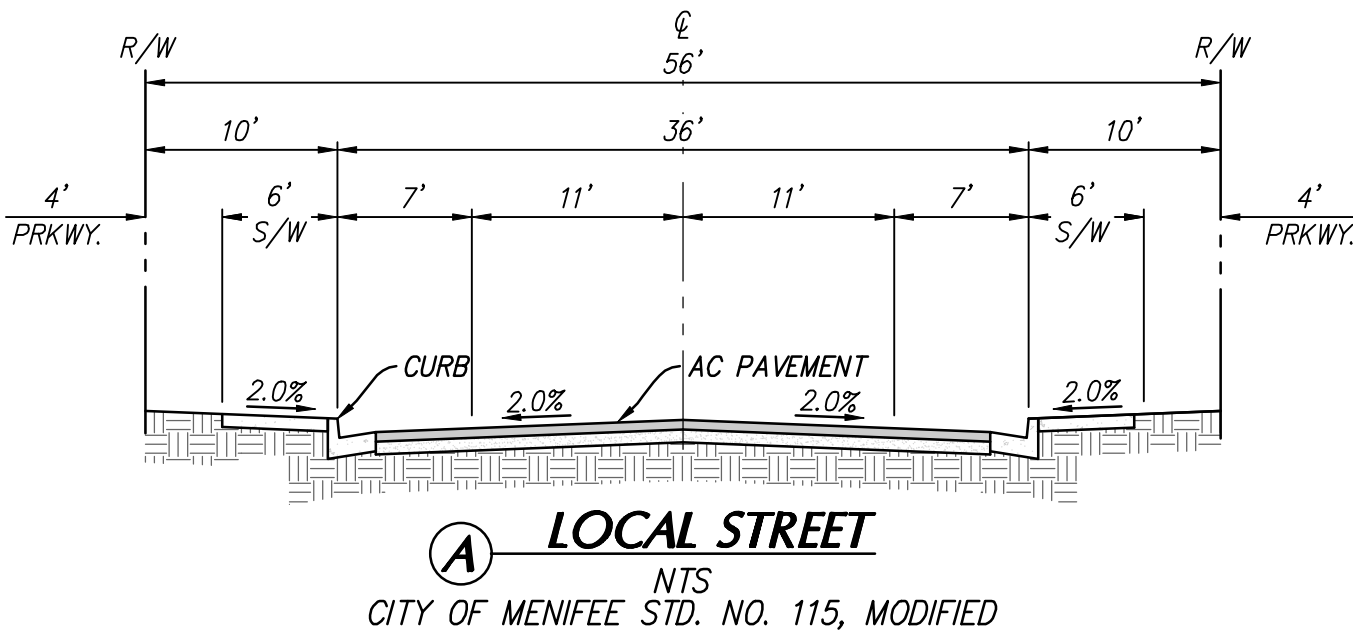 ℄
R/W 56' R/W
10' 36' 10'
4' 6' 7' 11' 11' 7' 6' 4'
PRKWY. S/W S/W PRKWY.
CURB AC PAVEMENT
2.0% 2.0% 2.0% 2.0%
A LOCAL STREET
NTS
CITY OF MENIFEE STD. NO. 115, MODIFIED